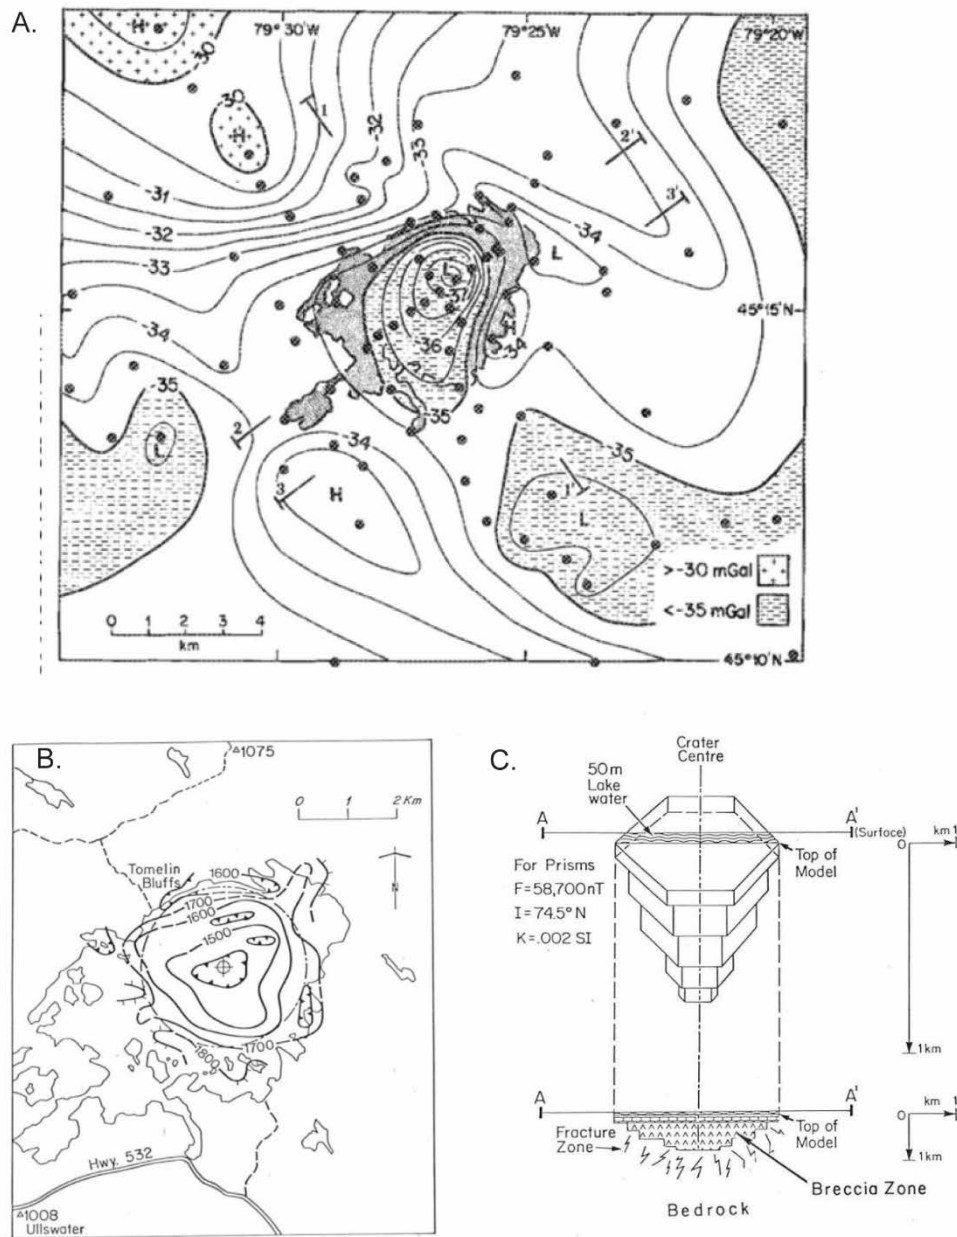 A.
79°30'W
79°25'W
79°20'W
H
-30
-30
H
1
-32
-33
2'
3'
-31
-32
-33
-34
L
L
-37
45°15'N
H
-34
-36
-34
-35
-35
2
-34
-35
L
3
H
1'
L
>-30 mGal
<-35 mGal
0 2 4
km
45°10'N
B.
1075
0 1 2 Km
N
Tomelin
Bluffs
1600
1700
1600
1500
1800
1700
Hwy. 532
1008
Ullswater
C.
Crater
Centre
50m
Lake
water
A
A'
(Surface)
km 1
0
Top of
Model
For Prisms
F=58,700nT
I=74.5°N
K=.002 SI
1km
A
A'
km 1
0
Top of
Model
Fracture
Zone
1km
Breccia Zone
Bedrock